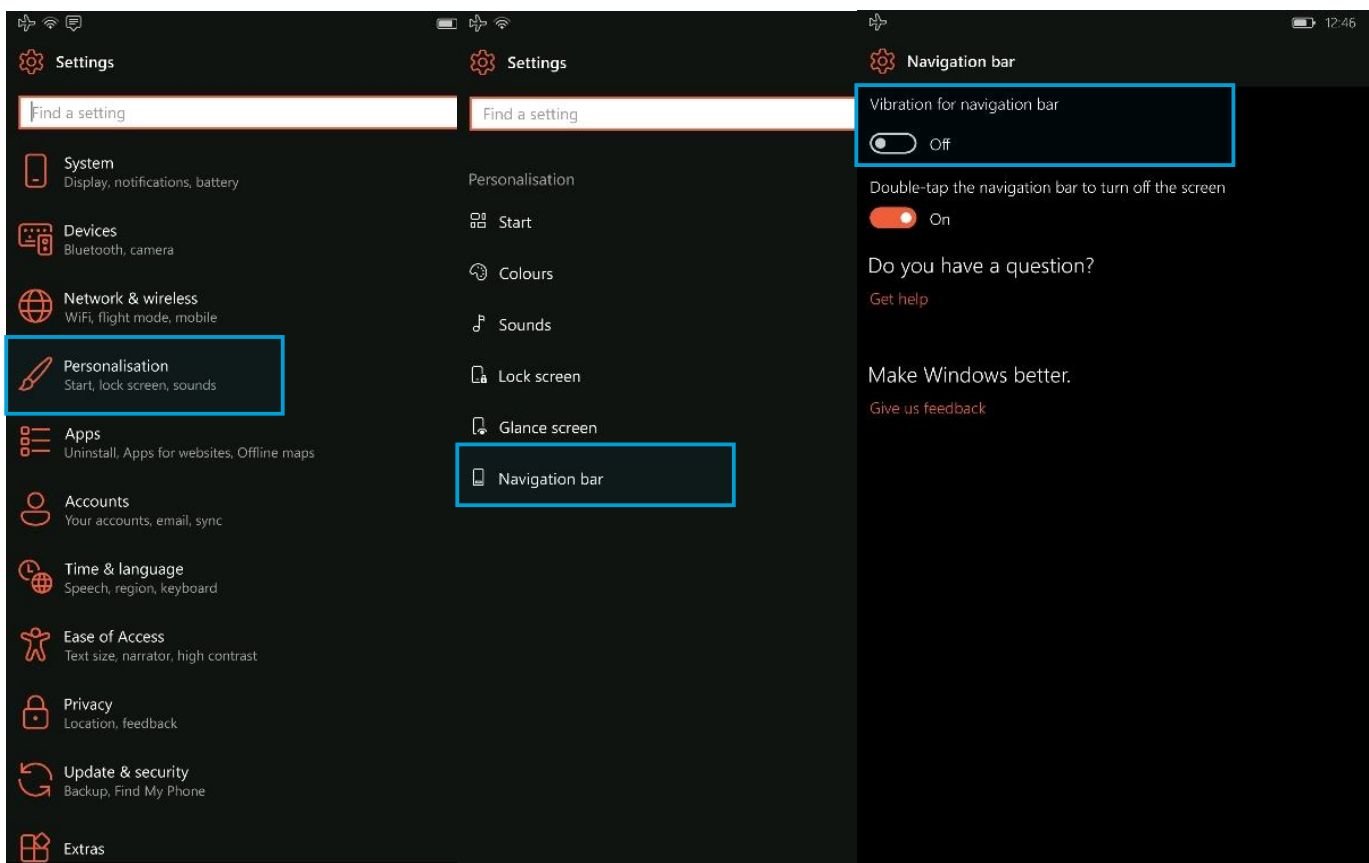 Settings
Find a setting
System
Display, notifications, battery
Devices
Bluetooth, camera
Network & wireless
WiFi, flight mode, mobile
Personalisation
Start, lock screen, sounds
Apps
Uninstall, Apps for websites, Offline maps
Accounts
Your accounts, email, sync
Time & language
Speech, region, keyboard
Ease of Access
Text size, narrator, high contrast
Privacy
Location, feedback
Update & security
Backup, Find My Phone
Extras
Settings
Find a setting
Personalisation
Start
Colours
Sounds
Lock screen
Glance screen
Navigation bar
12:46
Navigation bar
Vibration for navigation bar
Off
Double-tap the navigation bar to turn off the screen
On
Do you have a question?
Get help
Make Windows better.
Give us feedback